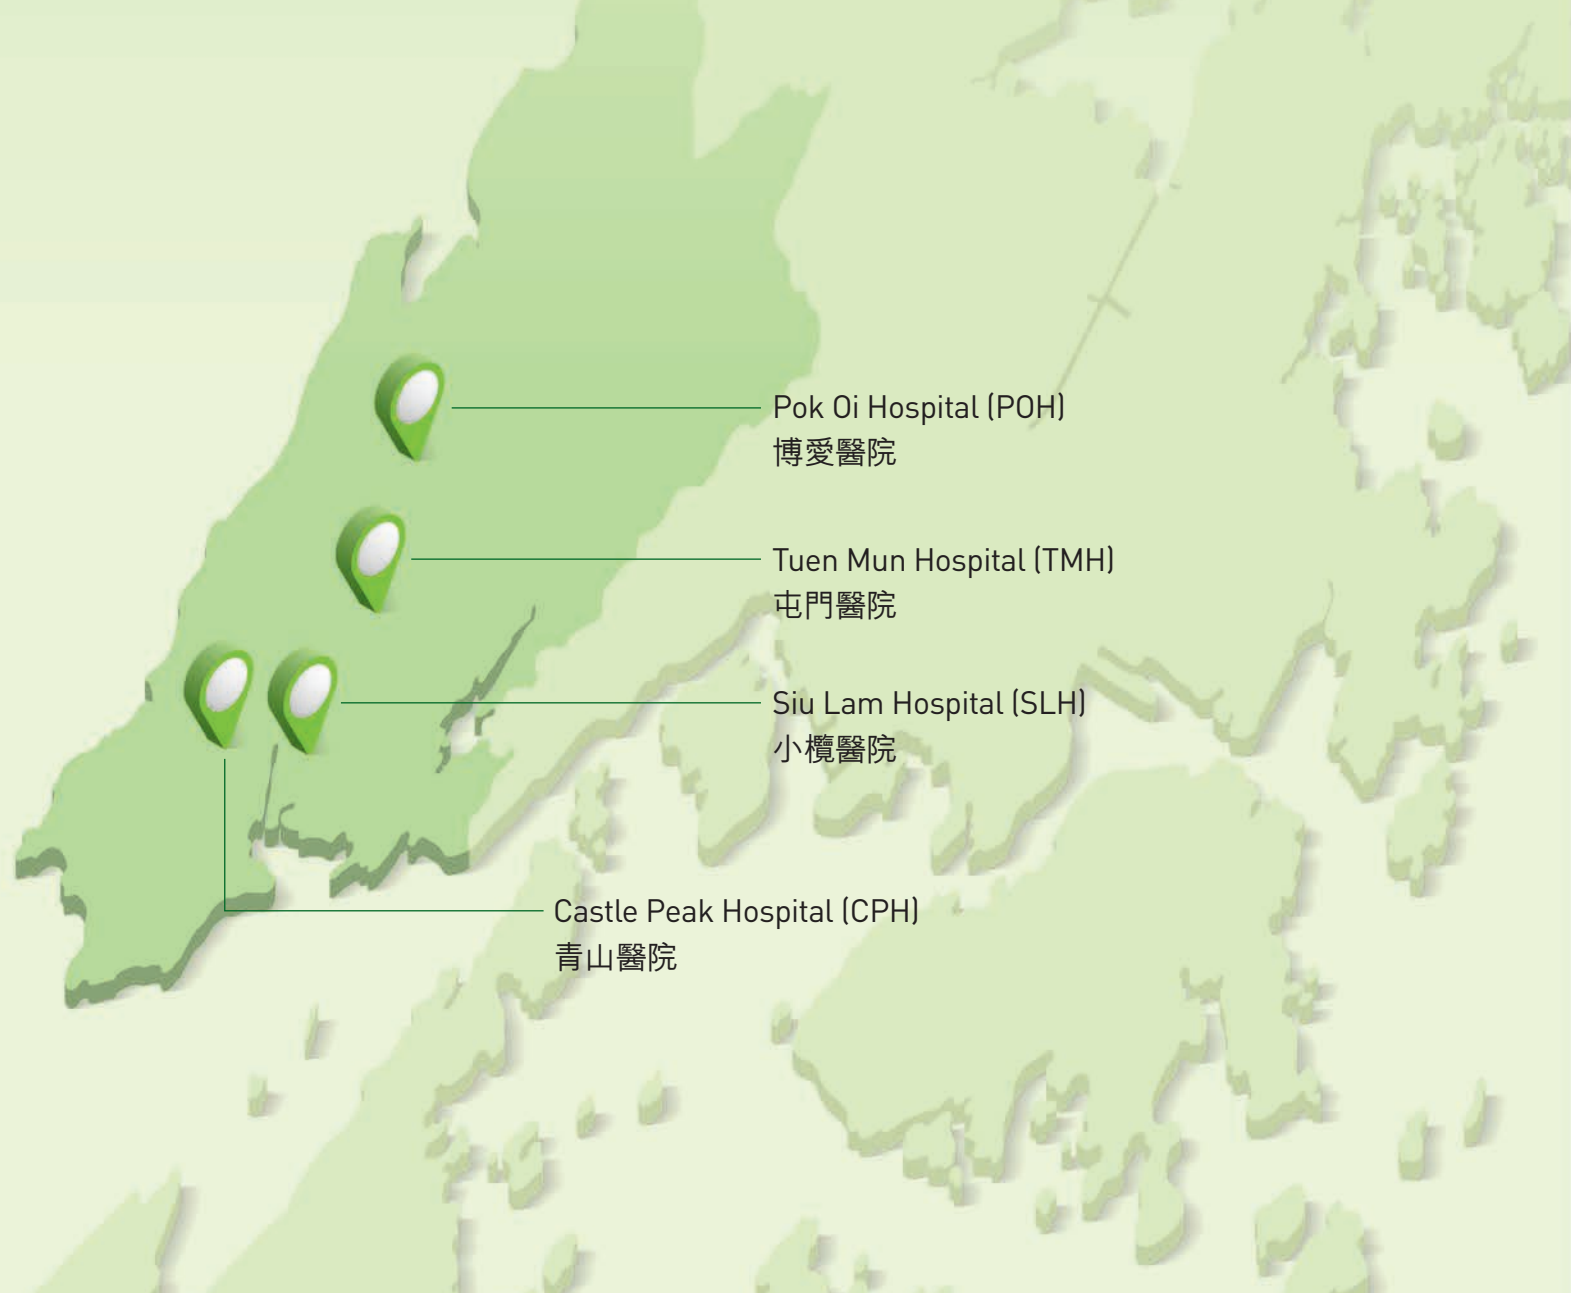 Pok Oi Hospital (POH)
博愛醫院
Tuen Mun Hospital (TMH)
屯門醫院
Siu Lam Hospital (SLH)
小欖醫院
Castle Peak Hospital (CPH)
青山醫院